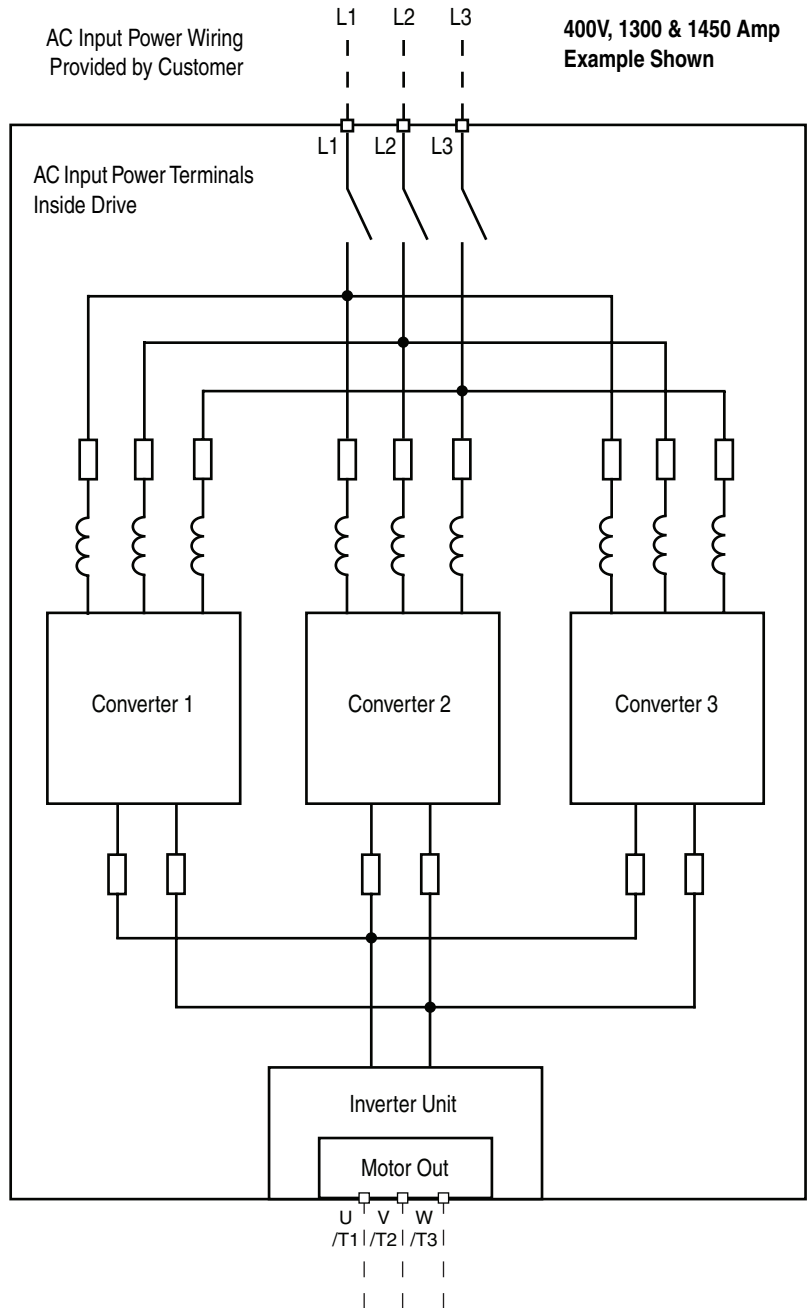 AC Input Power Wiring
Provided by Customer
L1 L2 L3
400V, 1300 & 1450 Amp
Example Shown
L1 L2 L3
AC Input Power Terminals
Inside Drive
Converter 1
Converter 2
Converter 3
Inverter Unit
Motor Out
U V W
/T1 /T2 /T3